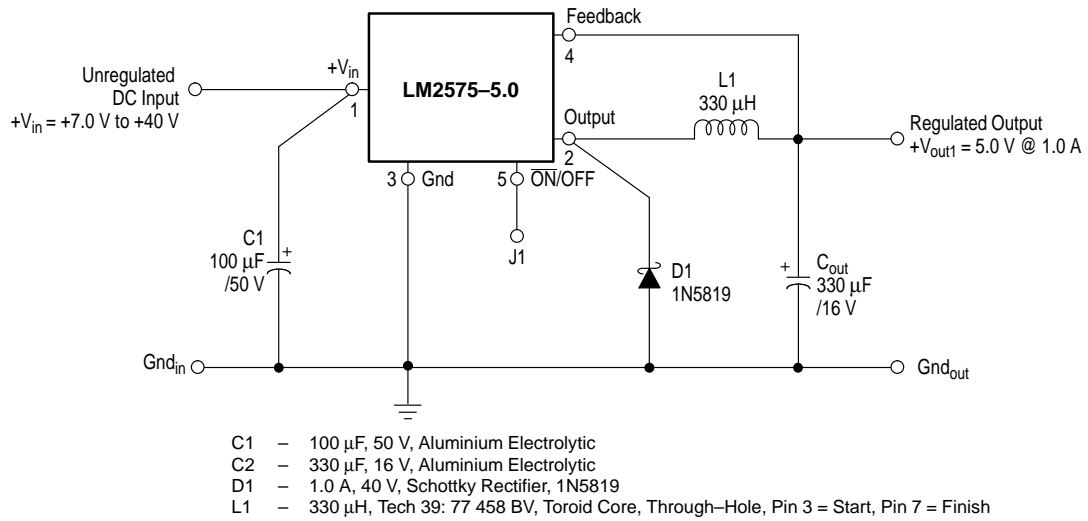 Feedback
4
Unregulated
DC Input
+Vin = +7.0 V to +40 V
+Vin
1
LM2575–5.0
L1
330 μH
Output
2
Regulated Output
+Vout1 = 5.0 V @ 1.0 A
3
Gnd
5
ON/OFF
J1
C1
100 μF
/50 V
+
D1
1N5819
+
Cout
330 μF
/16 V
Gndin
Gndout
C1 – 100 μF, 50 V, Aluminium Electrolytic
C2 – 330 μF, 16 V, Aluminium Electrolytic
D1 – 1.0 A, 40 V, Schottky Rectifier, 1N5819
L1 – 330 μH, Tech 39: 77 458 BV, Toroid Core, Through–Hole, Pin 3 = Start, Pin 7 = Finish